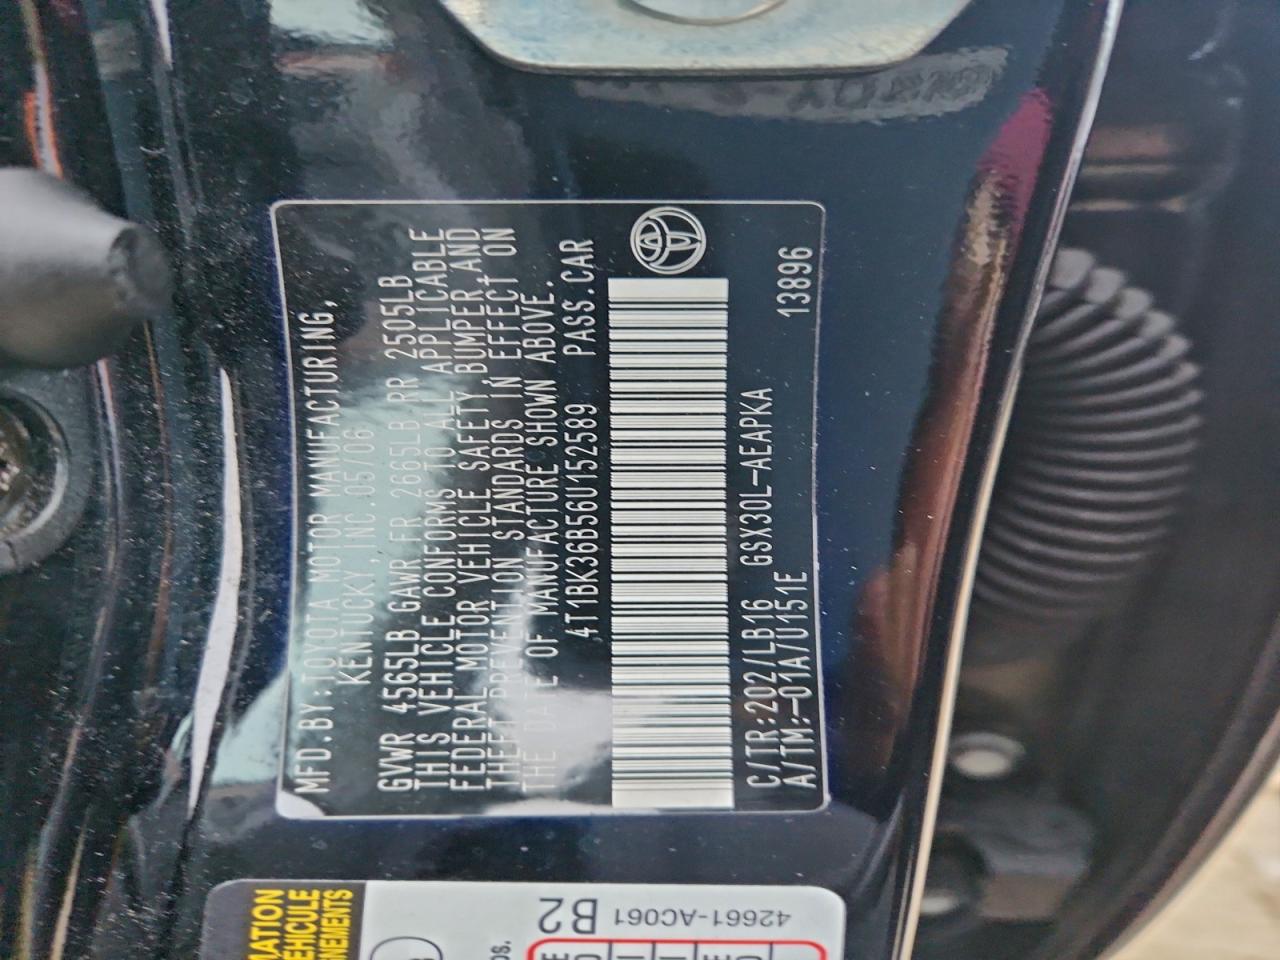 MFD.BY:TOYOTA MOTOR MANUFACTURING,
KENTUCKY,INC.05/06
GVWR 4565LB GAWR FR 2665LB RR 2505LB
THIS VEHICLE CONFORMS TO ALL APPLICABLE
FEDERAL MOTOR VEHICLE SAFETY,BUMPER,AND
THEFT PREVENTION STANDARDS IN EFFECT ON
THE DATE OF MANUFACTURE SHOWN ABOVE.
4T1BK36B56U152589 PASS.CAR
C/TR:202/LB16 GSX30L-AEAPKA 13896
A/TM:-01A/U151E
B2
42661-AC061